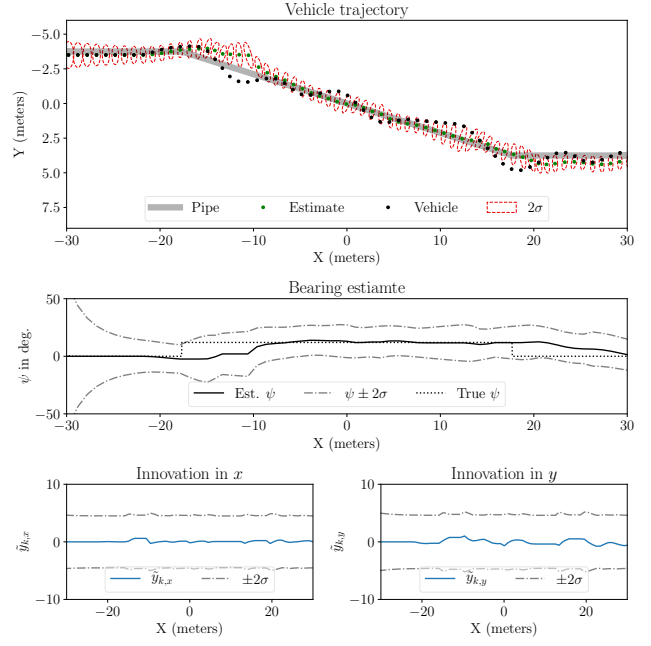 Vehicle trajectory
−5.0
−2.5
0.0
2.5
5.0
7.5
Y (meters)
Pipe Estimate Vehicle 2σ
−30 −20 −10 0 10 20 30
X (meters)
Bearing estiamte
50
0
−50
ψ in deg.
Est. ψ ψ ± 2σ True ψ
−30 −20 −10 0 10 20 30
X (meters)
Innovation in x
10
0
−10
ỹk,x
ỹk,x ±2σ
−20 0 20
X (meters)
Innovation in y
10
0
−10
ỹk,y
ỹk,y ±2σ
−20 0 20
X (meters)